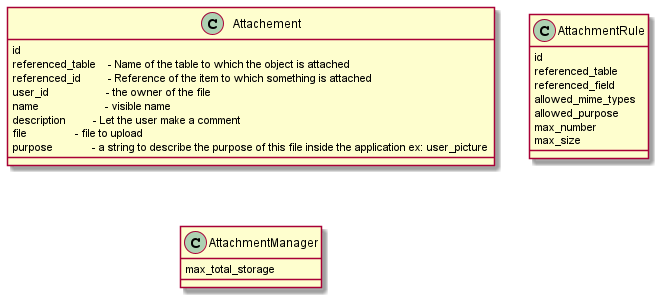 C Attachement
id
referenced_table - Name of the table to which the object is attached
referenced_id - Reference of the item to which something is attached
user_id - the owner of the file
name - visible name
description - Let the user make a comment
file - file to upload
purpose - a string to describe the purpose of this file inside the application ex: user_picture
C AttachmentRule
id
referenced_table
referenced_field
allowed_mime_types
allowed_purpose
max_number
max_size
C AttachmentManager
max_total_storage